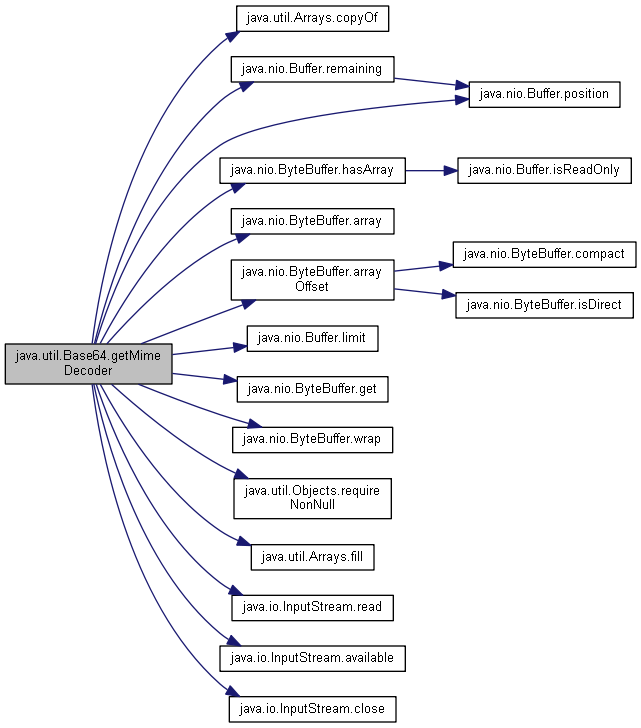 java.util.Arrays.copyOf
java.nio.Buffer.remaining
java.nio.Buffer.position
java.nio.ByteBuffer.hasArray
java.nio.Buffer.isReadOnly
java.nio.ByteBuffer.array
java.nio.ByteBuffer.array
Offset
java.nio.ByteBuffer.compact
java.nio.ByteBuffer.isDirect
java.nio.Buffer.limit
java.util.Base64.getMime
Decoder
java.nio.ByteBuffer.get
java.nio.ByteBuffer.wrap
java.util.Objects.require
NonNull
java.util.Arrays.fill
java.io.InputStream.read
java.io.InputStream.available
java.io.InputStream.close